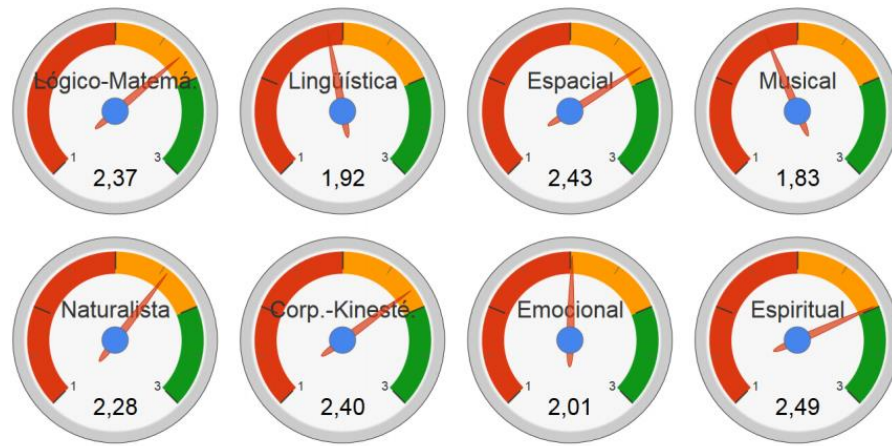 Lógico-Matemá.
1 3
2,37
Lingüística
1 3
1,92
Espacial
1 3
2,43
Musical
1 3
1,83
Naturalista
1 3
2,28
Corp.-Kinesté.
1 3
2,40
Emocional
1 3
2,01
Espiritual
1 3
2,49